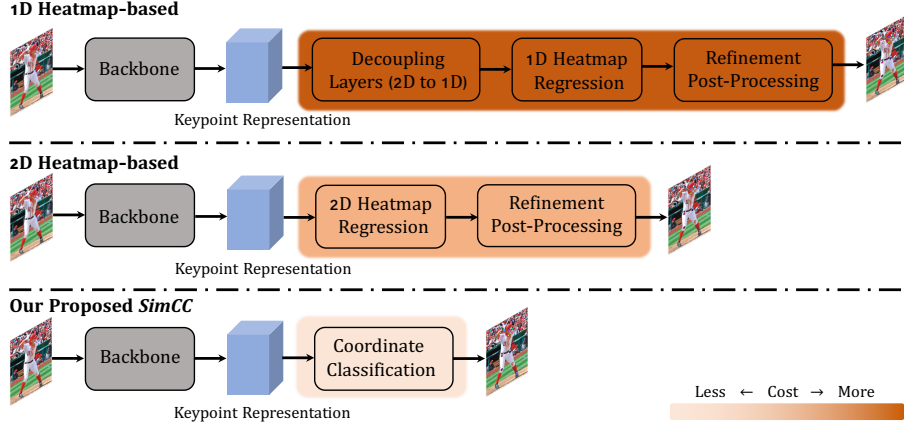 1D Heatmap-based
Backbone
Keypoint Representation
Decoupling
Layers (2D to 1D)
1D Heatmap
Regression
Refinement
Post-Processing
2D Heatmap-based
Backbone
Keypoint Representation
2D Heatmap
Regression
Refinement
Post-Processing
Our Proposed SimCC
Backbone
Keypoint Representation
Coordinate
Classification
Less ← Cost → More